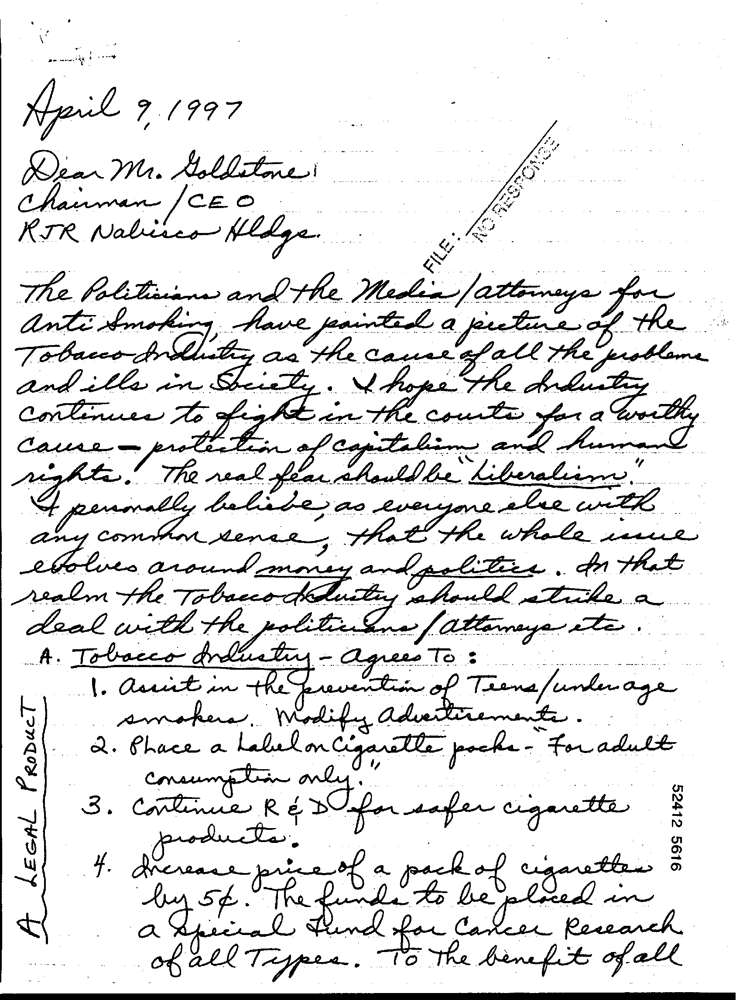 April 9, 1997
Dear Mr. Goldstone!
Chairman / CEO
RJR Nabisco Hldgs.
FILE: NO RESPONSE
The Politicians and the Media/attorneys for
Anti Smoking, have painted a picture of the
Tobacco Industry as the cause of all the problems
and ills in Society. I hope the Industry
continues to fight in the courts for a worthy
cause - protection of capitalism and human
rights. The real fear should be "Liberalism."
I personally believe, as everyone else with
any common sense, that the whole issue
evolves around money and politics. In that
realm the Tobacco Industry should strike a
deal with the politicians/attorneys etc.
A. Tobacco Industry - Agrees To:
1. Assist in the prevention of Teens/under age
smokers. Modify Advertisements.
2. Place a Label on Cigarette packs - "For adult
consumption only."
3. Continue R & D for safer cigarette
products.
4. Increase price of a pack of cigarettes
by 5¢. The funds to be placed in
a special Fund for Cancer Research
of all Types. To The benefit of all
A LEGAL PRODUCT
52412 5616